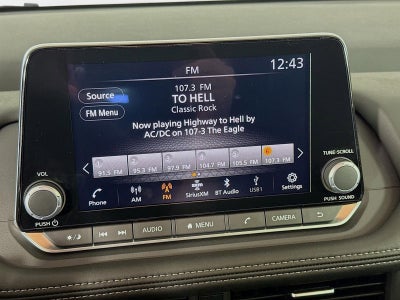 FM
12:43
107.3 FM
Source
TO HELL
Classic Rock
FM Menu
Now playing Highway to Hell by
AC/DC on 107-3 The Eagle
VOL
TUNE·SCROLL
91.5 FM
95.3 FM
97.9 FM
104.7 FM
105.5 FM
107.3 FM
Phone
AM
FM
SiriusXM
BT Audio
USB1
Settings
PUSH
PUSH SOUND
AUDIO
MENU
CAMERA